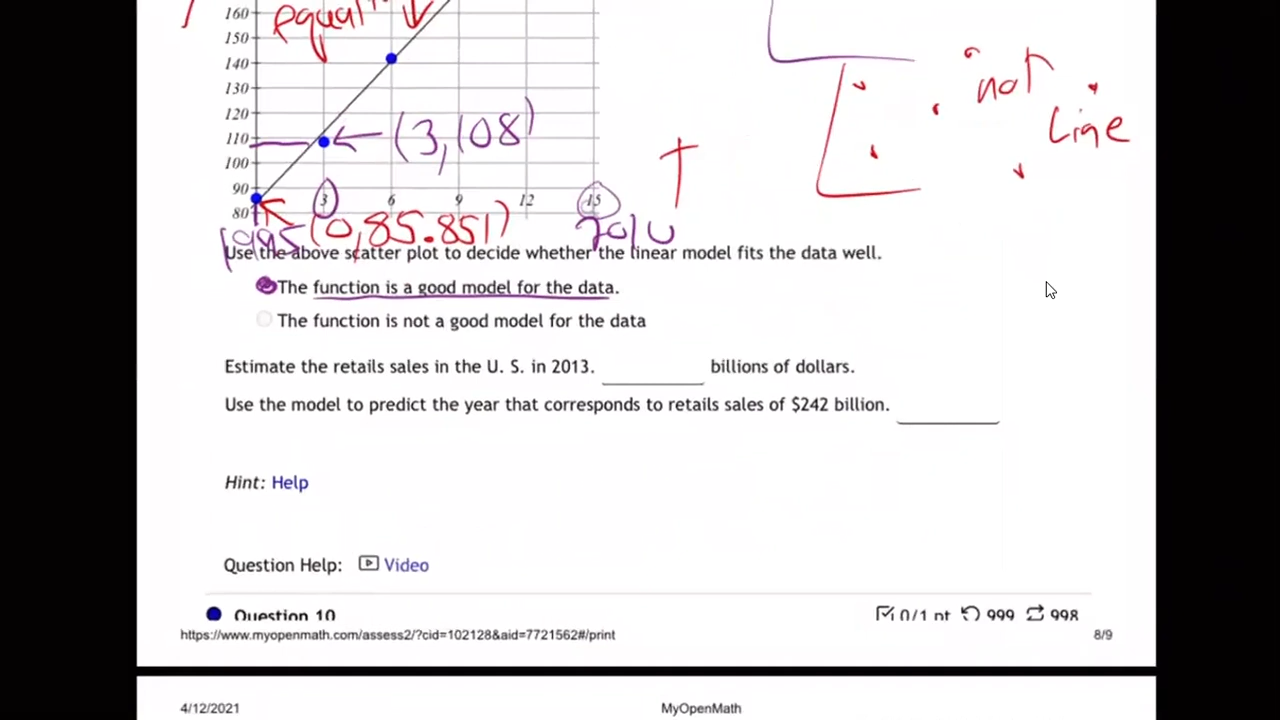 160
equal
150
140
not
130
120
Line
110
(3,108)
100
90
3
6
9
12
15
80
1995
(0,85.851)
2010
Use the above scatter plot to decide whether the linear model fits the data well.
The function is a good model for the data.
The function is not a good model for the data
Estimate the retails sales in the U. S. in 2013. __________ billions of dollars.
Use the model to predict the year that corresponds to retails sales of $242 billion. __________
Hint: Help
Question Help: Video
Question 10
0/1 pt 999 998
https://www.myopenmath.com/assess2/?cid=102128&aid=7721562#/print
8/9
4/12/2021
MyOpenMath